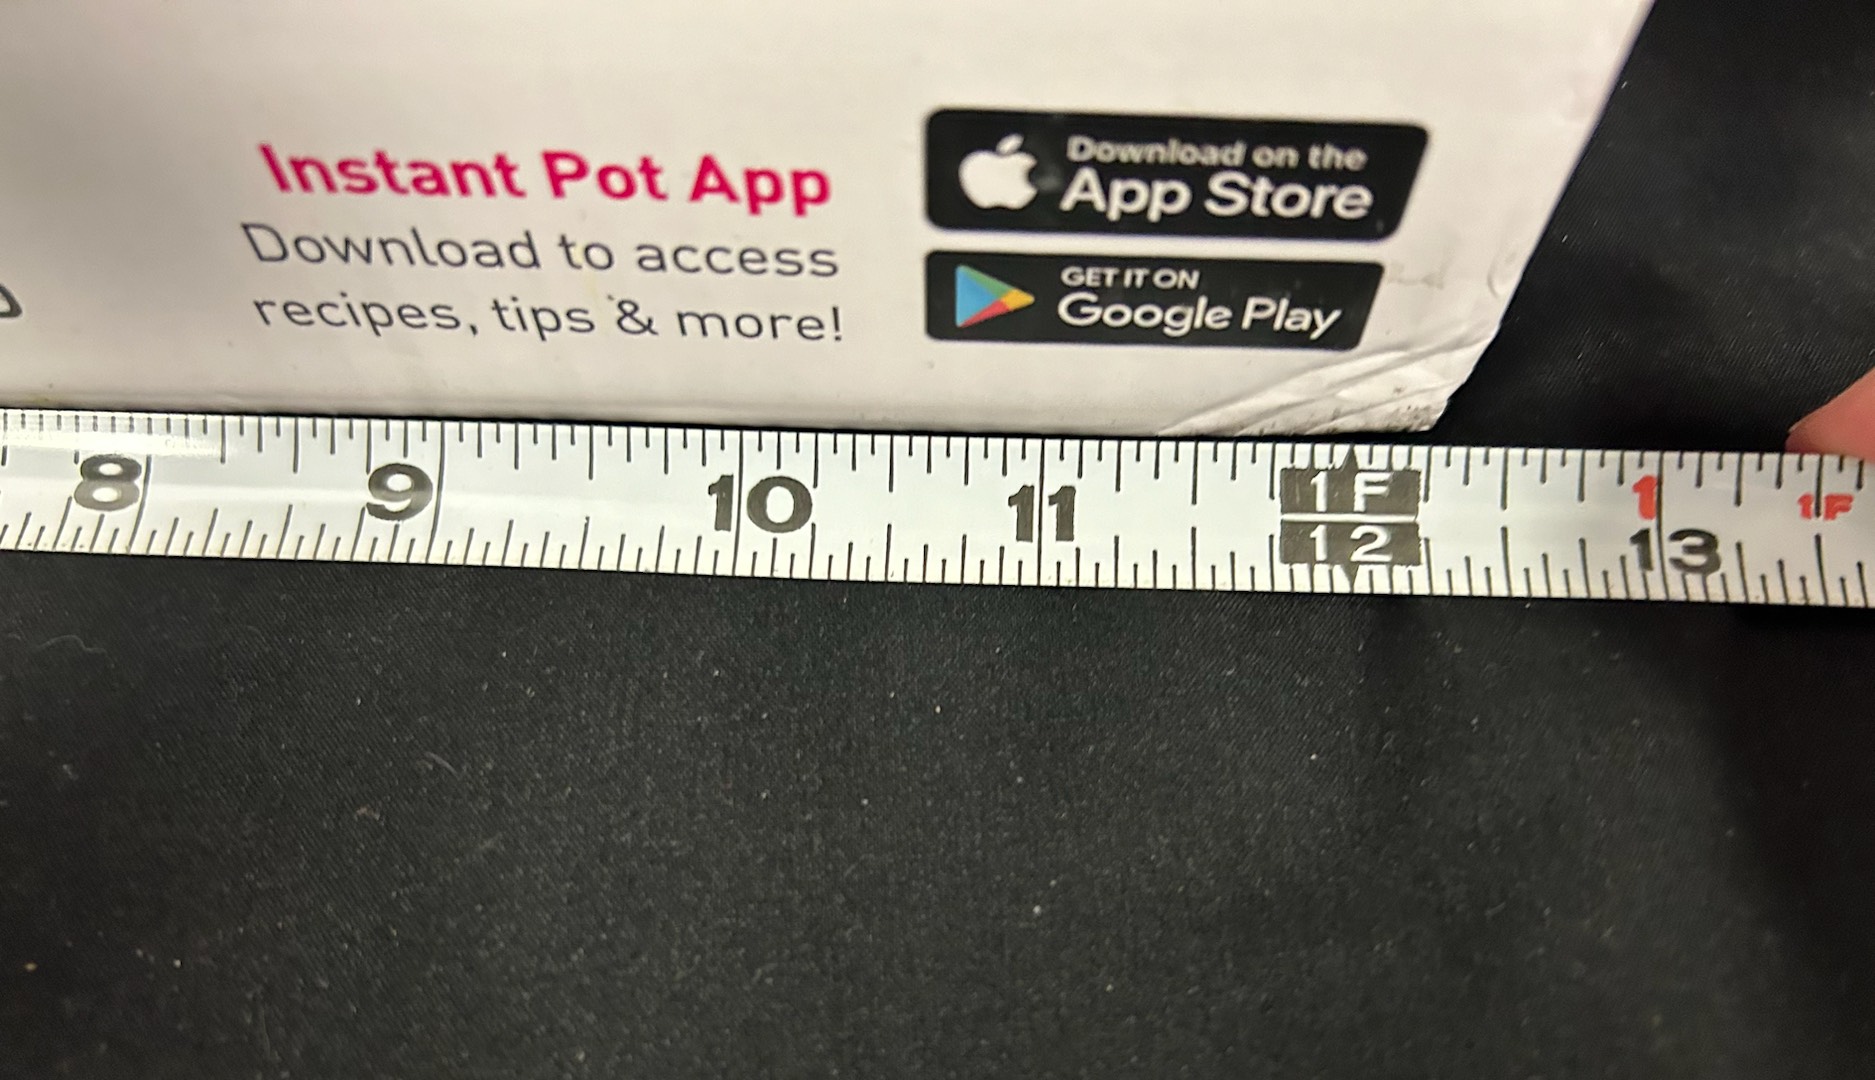 Instant Pot App
Download to access
recipes, tips & more!
Download on the
App Store
GET IT ON
Google Play
8 9 10 11 1F 1 1F
12 13